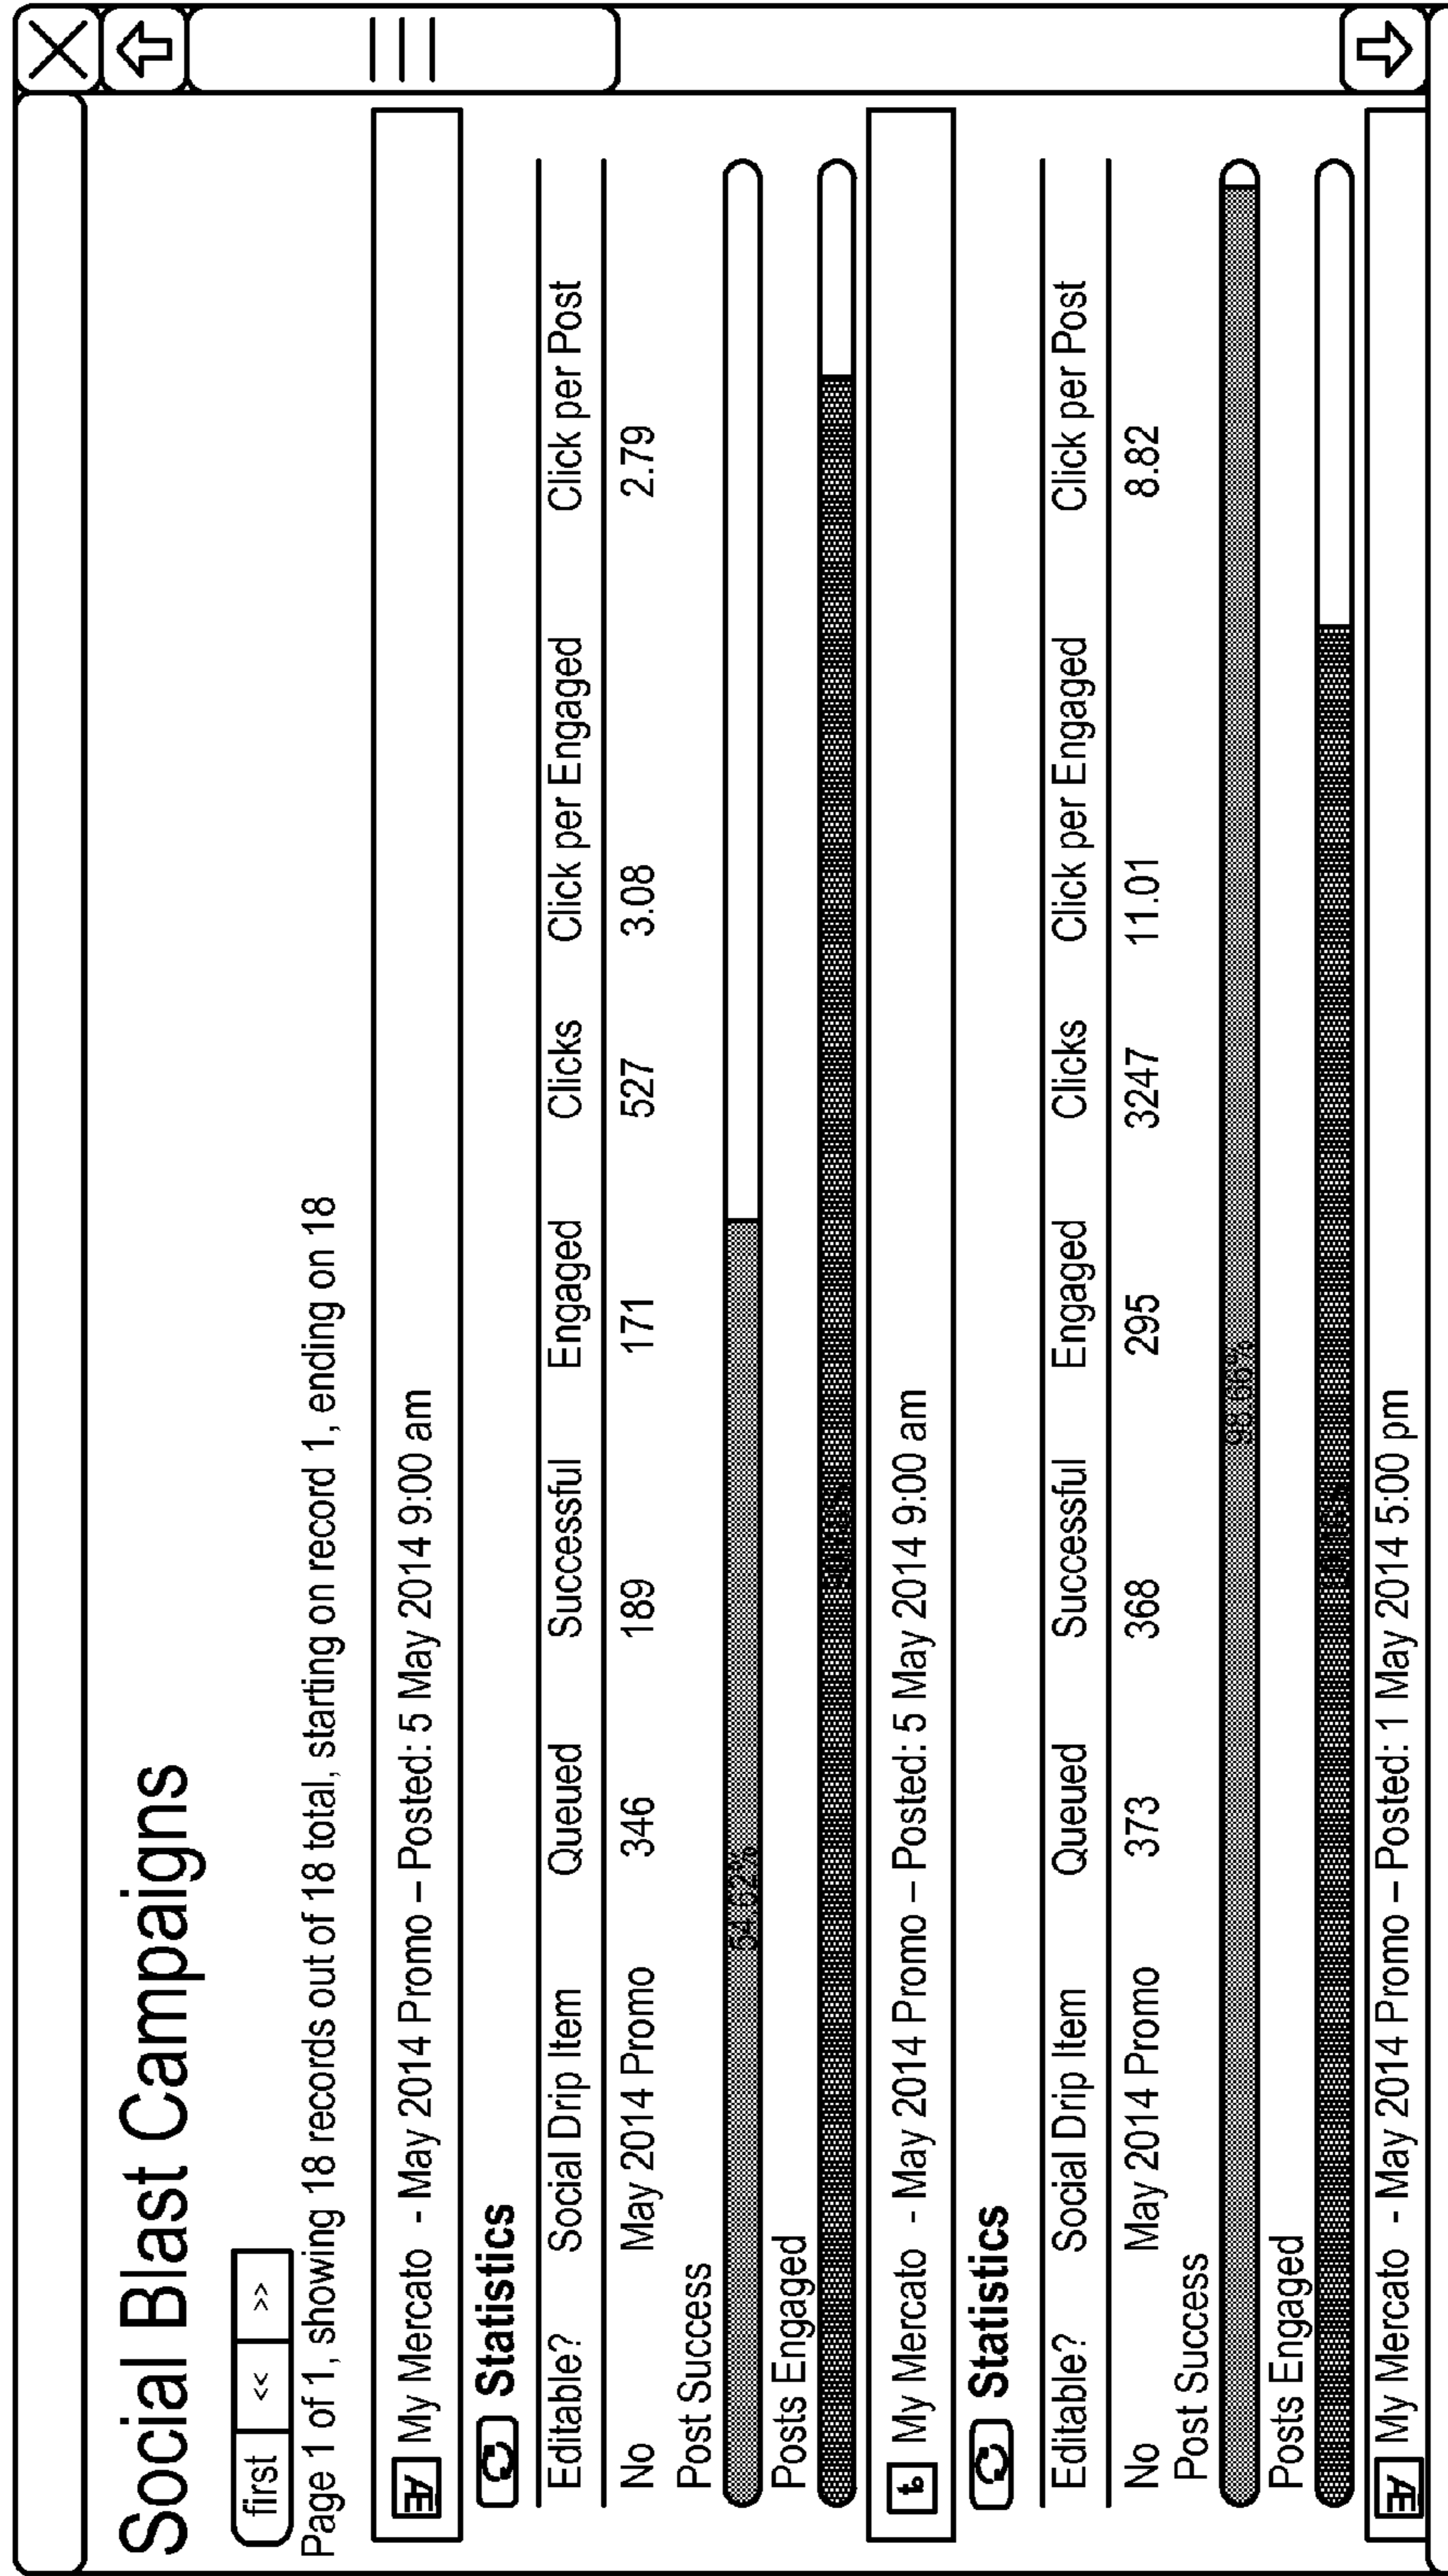 Social Blast Campaigns
first << >>
Page 1 of 1, showing 18 records out of 18 total, starting on record 1, ending on 18
Æ My Mercato - May 2014 Promo – Posted: 5 May 2014 9:00 am
Statistics
Editable? Social Drip Item Queued Successful Engaged Clicks Click per Engaged Click per Post
No May 2014 Promo 346 189 171 527 3.08 2.79
Post Success
54.62%
Posts Engaged
t My Mercato - May 2014 Promo – Posted: 5 May 2014 9:00 am
Statistics
Editable? Social Drip Item Queued Successful Engaged Clicks Click per Engaged Click per Post
No May 2014 Promo 373 368 295 3247 11.01 8.82
Post Success
98.66%
Posts Engaged
Æ My Mercato - May 2014 Promo – Posted: 1 May 2014 5:00 pm